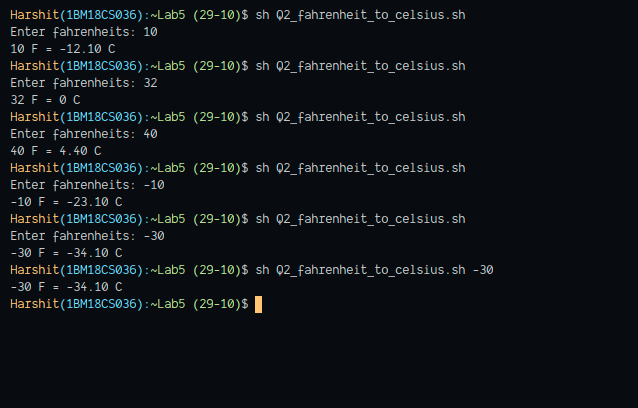 Harshit(1BM18CS036):~Lab5 (29-10)$ sh Q2_fahrenheit_to_celsius.sh
Enter fahrenheits: 10
10 F = -12.10 C
Harshit(1BM18CS036):~Lab5 (29-10)$ sh Q2_fahrenheit_to_celsius.sh
Enter fahrenheits: 32
32 F = 0 C
Harshit(1BM18CS036):~Lab5 (29-10)$ sh Q2_fahrenheit_to_celsius.sh
Enter fahrenheits: 40
40 F = 4.40 C
Harshit(1BM18CS036):~Lab5 (29-10)$ sh Q2_fahrenheit_to_celsius.sh
Enter fahrenheits: -10
-10 F = -23.10 C
Harshit(1BM18CS036):~Lab5 (29-10)$ sh Q2_fahrenheit_to_celsius.sh
Enter fahrenheits: -30
-30 F = -34.10 C
Harshit(1BM18CS036):~Lab5 (29-10)$ sh Q2_fahrenheit_to_celsius.sh -30
-30 F = -34.10 C
Harshit(1BM18CS036):~Lab5 (29-10)$